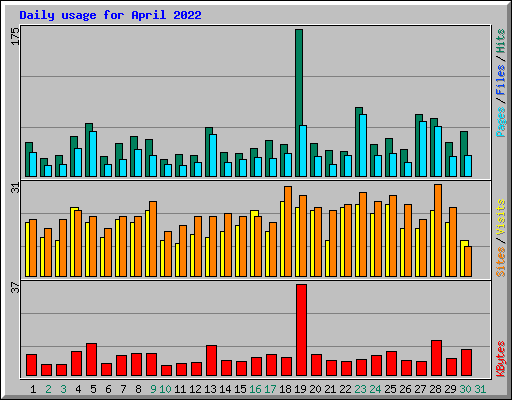 Daily usage for April 2022
175
Pages / Files / Hits
31
Sites / Visits
37
KBytes
1 2 3 4 5 6 7 8 9 10 11 12 13 14 15 16 17 18 19 20 21 22 23 24 25 26 27 28 29 30 31